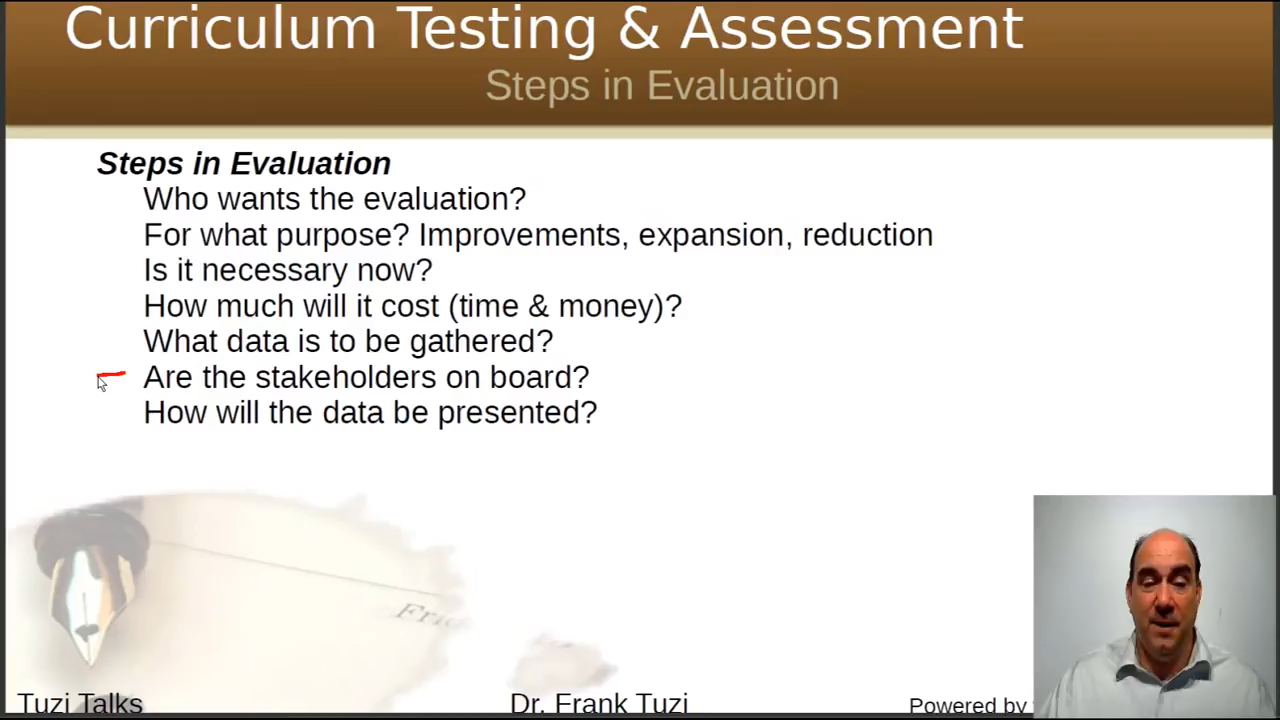 Curriculum Testing & Assessment
Steps in Evaluation
Steps in Evaluation
Who wants the evaluation?
For what purpose? Improvements, expansion, reduction
Is it necessary now?
How much will it cost (time & money)?
What data is to be gathered?
Are the stakeholders on board?
How will the data be presented?
Tuzi Talks
Dr. Frank Tuzi
Powered by